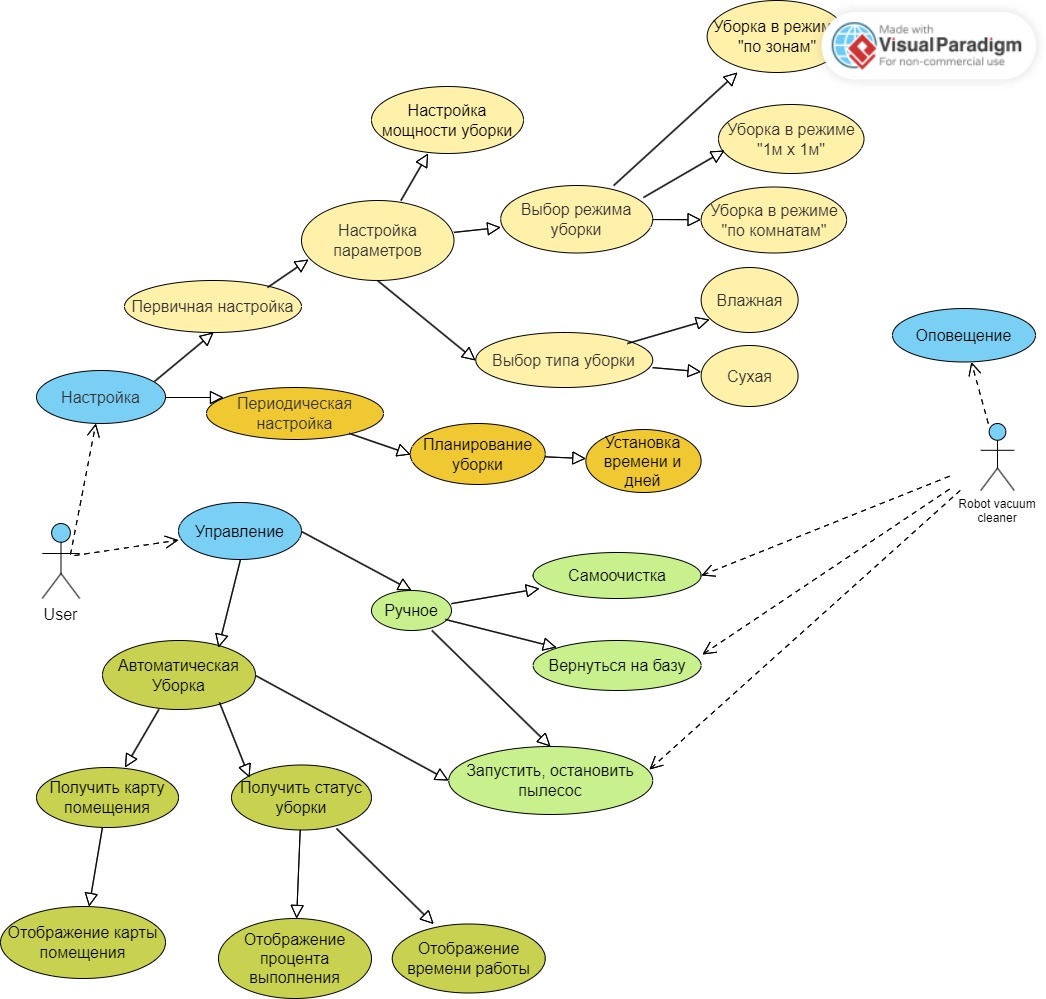 Уборка в режим
"по зонам"
Made with
Visual Paradigm
For non-commercial use
Настройка
мощности уборки
Уборка в режиме
"1м x 1м"
Выбор режима
уборки
Уборка в режиме
"по комнатам"
Настройка
параметров
Первичная настройка
Влажная
Оповещение
Выбор типа уборки
Сухая
Настройка
Периодическая
настройка
Планирование
уборки
Установка
времени и
дней
Robot vacuum
cleaner
Управление
User
Самоочистка
Ручное
Вернуться на базу
Автоматическая
Уборка
Запустить, остановить
пылесос
Получить карту
помещения
Получить статус
уборки
Отображение карты
помещения
Отображение
процента
выполнения
Отображение
времени работы